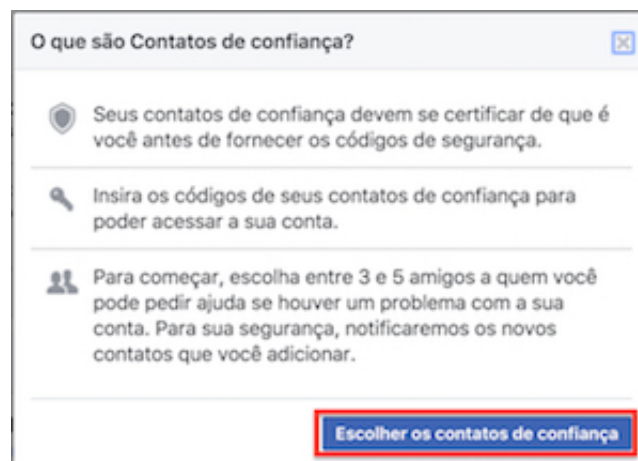 O que são Contatos de confiança?
Seus contatos de confiança devem se certificar de que é
você antes de fornecer os códigos de segurança.
Insira os códigos de seus contatos de confiança para
poder acessar a sua conta.
Para começar, escolha entre 3 e 5 amigos a quem você
pode pedir ajuda se houver um problema com a sua
conta. Para sua segurança, notificaremos os novos
contatos que você adicionar.
Escolher os contatos de confiança